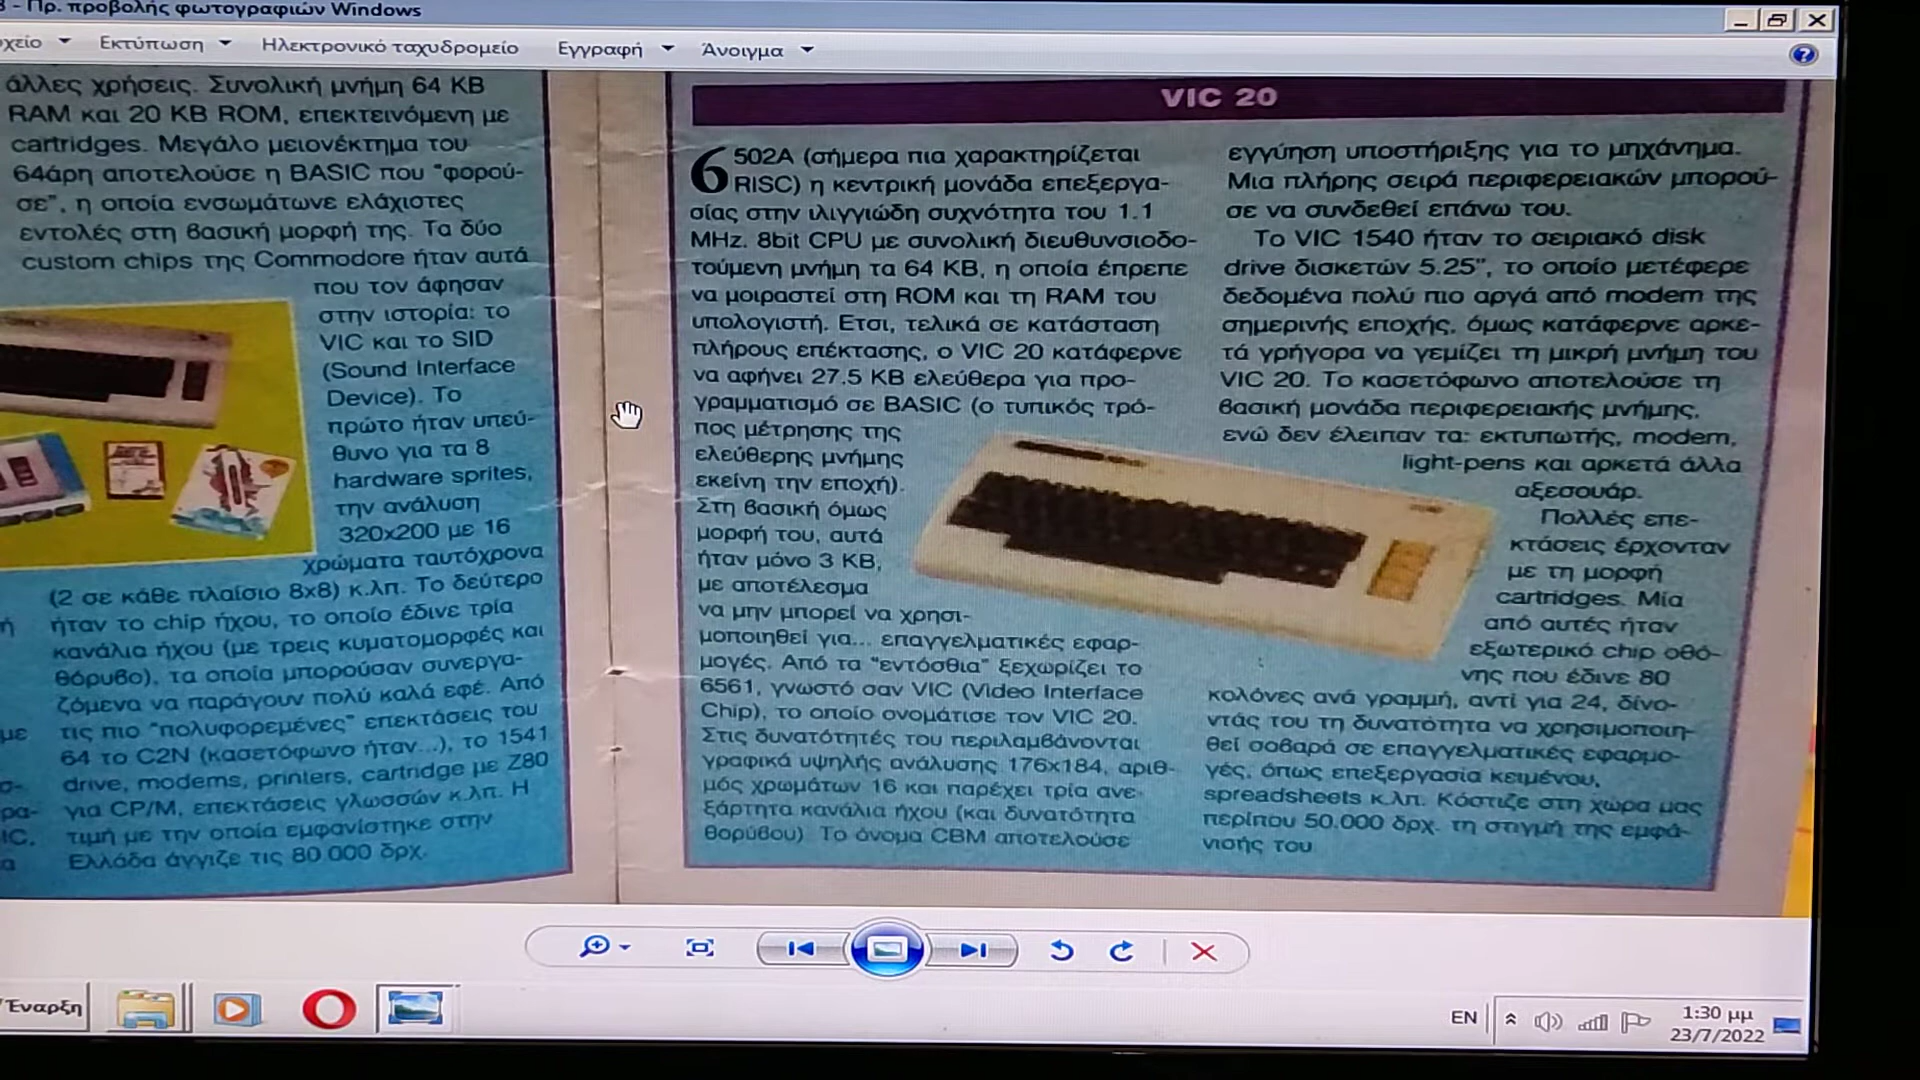 - Πρ. προβολής φωτογραφιών Windows
Εκτύπωση
Ηλεκτρονικό ταχυδρομείο
Εγγραφή
Άνοιγμα
άλλες χρήσεις. Συνολική μνήμη 64 KB
RAM και 20 KB ROM, επεκτεινόμενη με
cartridges. Μεγάλο μειονέκτημα του
64άρη αποτελούσε η BASIC που "φορού-
σε", η οποία ενσωμάτωνε ελάχιστες
εντολές στη βασική μορφή της. Τα δύο
custom chips της Commodore ήταν αυτά
που τον άφησαν
στην ιστορία: το
VIC και το SID
(Sound Interface
Device). Το
πρώτο ήταν υπεύ-
θυνο για τα 8
hardware sprites,
την ανάλυση
320x200 με 16
χρώματα ταυτόχρονα
(2 σε κάθε πλαίσιο 8x8) κ.λπ. Το δεύτερο
ήταν το chip ήχου, το οποίο έδινε τρία
κανάλια ήχου (με τρεις κυματομορφές και
θόρυβο), τα οποία μπορούσαν συνεργα-
ζόμενα να παράγουν πολύ καλά εφέ. Από
τις πιο "πολυφορεμένες" επεκτάσεις του
64 το C2N (κασετόφωνο ήταν...), το 1541
drive, modems, printers, cartridge με Z80
για CP/M, επεκτάσεις γλωσσών κ.λπ. Η
τιμή με την οποία εμφανίστηκε στην
Ελλάδα άγγιζε τις 80.000 δρχ.
VIC 20
6502A (σήμερα πια χαρακτηρίζεται
RISC) η κεντρική μονάδα επεξεργα-
σίας στην ιλιγγιώδη συχνότητα του 1.1
MHz. 8bit CPU με συνολική διευθυνσιοδο-
τούμενη μνήμη τα 64 KB, η οποία έπρεπε
να μοιραστεί στη ROM και τη RAM του
υπολογιστή. Ετσι, τελικά σε κατάσταση
πλήρους επέκτασης, ο VIC 20 κατάφερνε
να αφήνει 27.5 KB ελεύθερα για προ-
γραμματισμό σε BASIC (ο τυπικός τρό-
πος μέτρησης της
ελεύθερης μνήμης
εκείνη την εποχή).
Στη βασική όμως
μορφή του, αυτά
ήταν μόνο 3 KB,
με αποτέλεσμα
να μην μπορεί να χρησι-
μοποιηθεί για... επαγγελματικές εφαρ-
μογές. Από τα "εντόσθια" ξεχωρίζει το
6561, γνωστό σαν VIC (Video Interface
Chip), το οποίο ονομάτισε τον VIC 20.
Στις δυνατότητές του περιλαμβάνονται
γραφικά υψηλής ανάλυσης 176x184, αριθ-
μός χρωμάτων 16 και παρέχει τρία ανε-
ξάρτητα κανάλια ήχου (και δυνατότητα
θορύβου). Το όνομα CBM αποτελούσε
εγγύηση υποστήριξης για το μηχάνημα.
Μια πλήρης σειρά περιφερειακών μπορού-
σε να συνδεθεί επάνω του.
Το VIC 1540 ήταν το σειριακό disk
drive δισκετών 5.25", το οποίο μετέφερε
δεδομένα πολύ πιο αργά από modem της
σημερινής εποχής, όμως κατάφερνε αρκε-
τά γρήγορα να γεμίζει τη μικρή μνήμη του
VIC 20. Το κασετόφωνο αποτελούσε τη
βασική μονάδα περιφερειακής μνήμης,
ενώ δεν έλειπαν τα: εκτυπωτής, modem,
light-pens και αρκετά άλλα
αξεσουάρ.
Πολλές επε-
κτάσεις έρχονταν
με τη μορφή
cartridges. Μία
από αυτές ήταν
εξωτερικό chip οθό-
νης που έδινε 80
κολόνες ανά γραμμή, αντί για 24, δίνο-
ντάς του τη δυνατότητα να χρησιμοποιη-
θεί σοβαρά σε επαγγελματικές εφαρμο-
γές, όπως επεξεργασία κειμένου,
spreadsheets κ.λπ. Κόστιζε στη χώρα μας
περίπου 50.000 δρχ. τη στιγμή της εμφά-
νισής του
Έναρξη
EN
1:30 μμ
23/7/2022